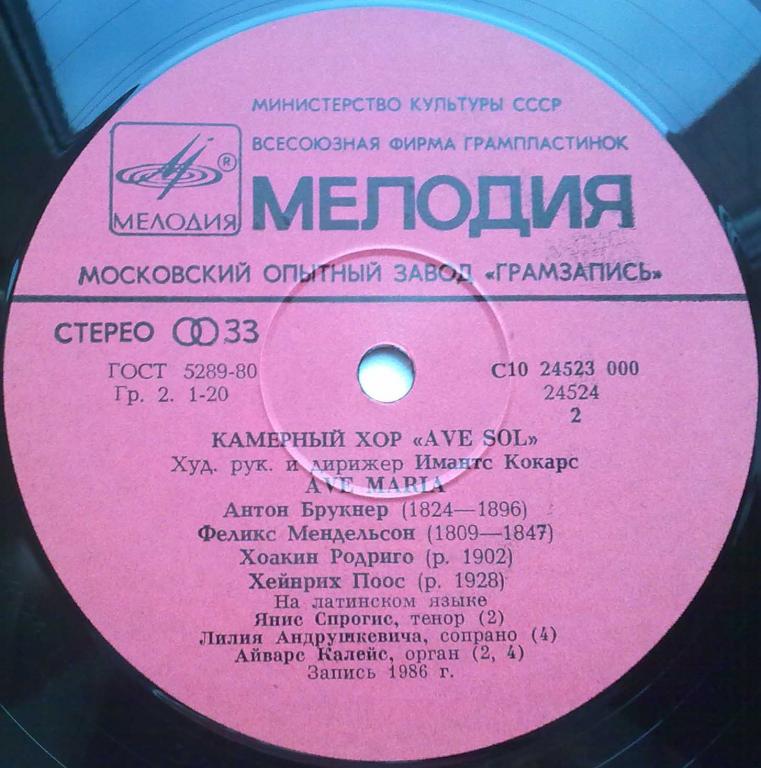 МИНИСТЕРСТВО КУЛЬТУРЫ СССР
ВСЕСОЮЗНАЯ ФИРМА ГРАМПЛАСТИНОК
МЕЛОДИЯ ®
МЕЛОДИЯ
МОСКОВСКИЙ ОПЫТНЫЙ ЗАВОД «ГРАМЗАПИСЬ»
СТЕРЕО 33
ГОСТ 5289-80
Гр. 2. 1-20
С10 24523 000
24524
2
КАМЕРНЫЙ ХОР «AVE SOL»
Худ. рук. и дирижер Имантс Кокарс
AVE MARIA
Антон Брукнер (1824—1896)
Феликс Мендельсон (1809—1847)
Хоакин Родриго (р. 1902)
Хейнрих Поос (р. 1928)
На латинском языке
Янис Спрогис, тенор (2)
Лилия Андрушкевича, сопрано (4)
Айварс Калейс, орган (2, 4)
Запись 1986 г.